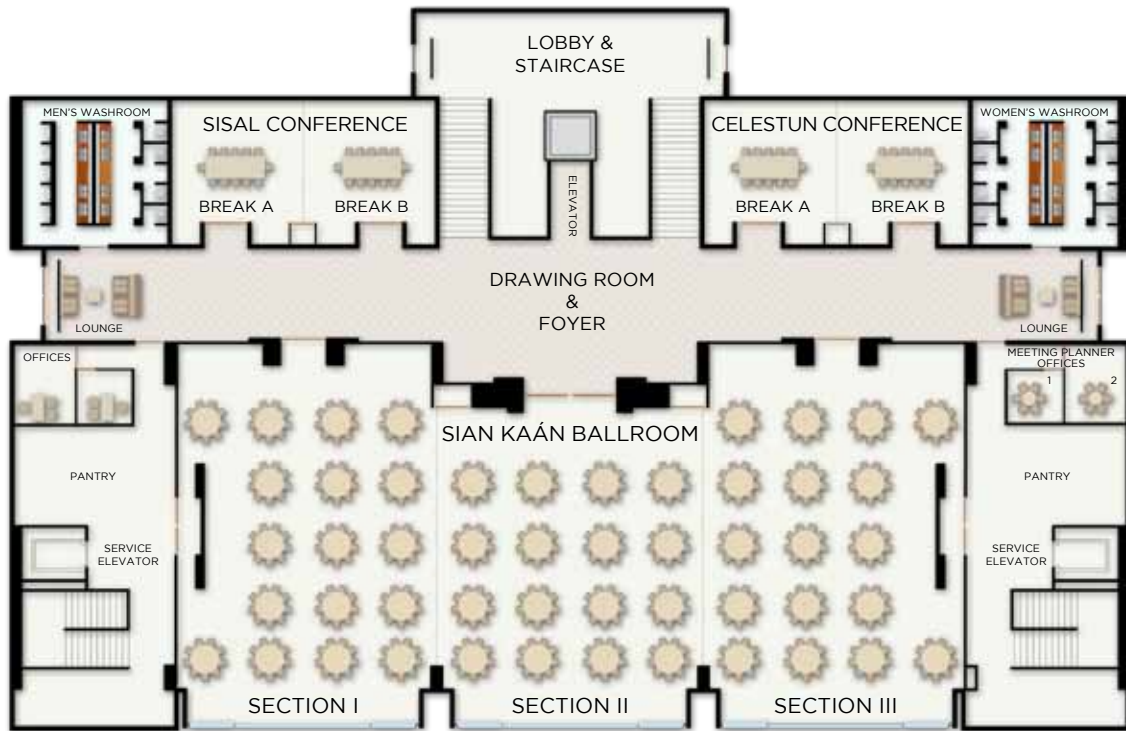 LOBBY &
STAIRCASE
MEN'S WASHROOM
SISAL CONFERENCE
CELESTUN CONFERENCE
WOMEN'S WASHROOM
ELEVATOR
BREAK A
BREAK B
BREAK A
BREAK B
DRAWING ROOM
&
FOYER
LOUNGE
LOUNGE
OFFICES
MEETING PLANNER
OFFICES
1
2
SIAN KAÁN BALLROOM
PANTRY
PANTRY
SERVICE
ELEVATOR
SERVICE
ELEVATOR
SECTION I
SECTION II
SECTION III